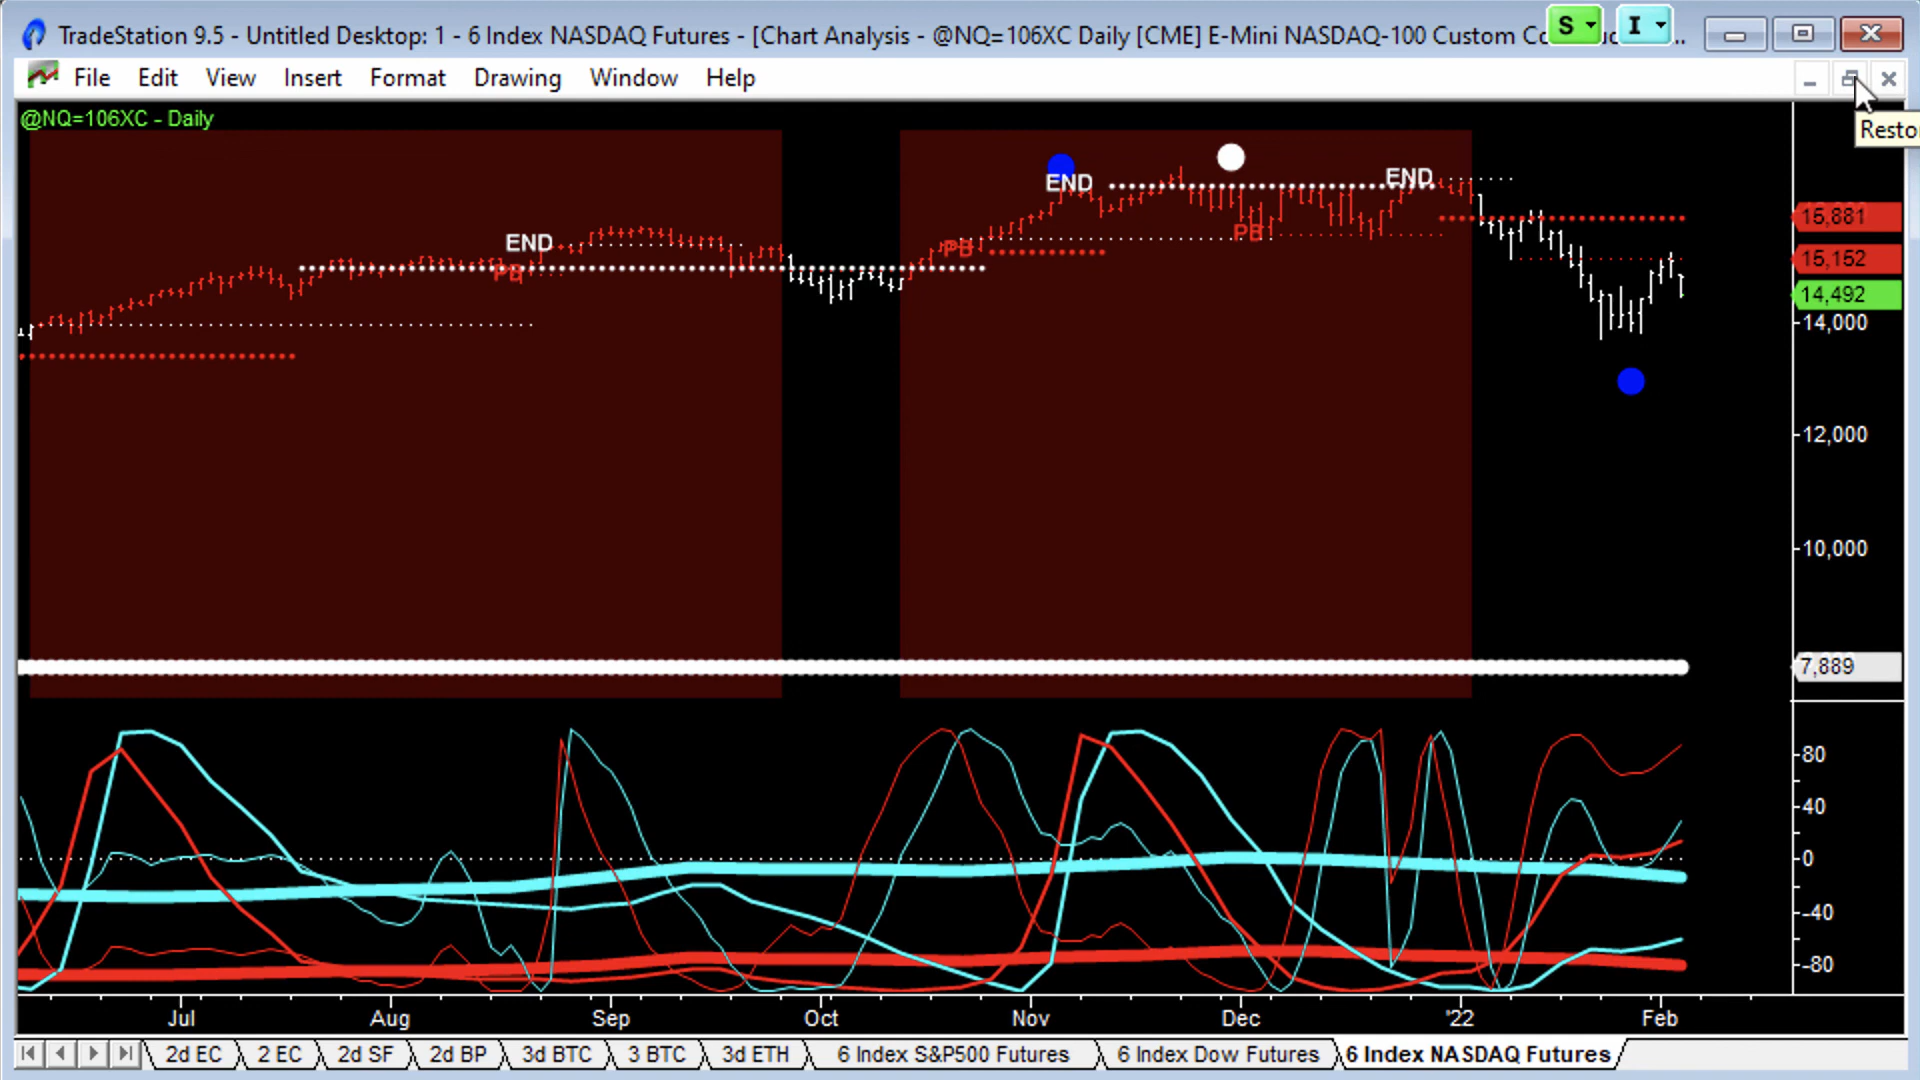 TradeStation 9.5 - Untitled Desktop: 1 - 6 Index NASDAQ Futures - [Chart Analysis - @NQ=106XC Daily [CME] E-Mini NASDAQ-100 Custom Co
S I
File Edit View Insert Format Drawing Window Help
Resto
@NQ=106XC - Daily
END
END
END
PB
PB
PB
15,881
15,152
14,492
14,000
12,000
10,000
7,889
80
40
0
-40
-80
Jul Aug Sep Oct Nov Dec '22 Feb
2d EC 2 EC 2d SF 2d BP 3d BTC 3 BTC 3d ETH 6 Index S&P500 Futures 6 Index Dow Futures 6 Index NASDAQ Futures